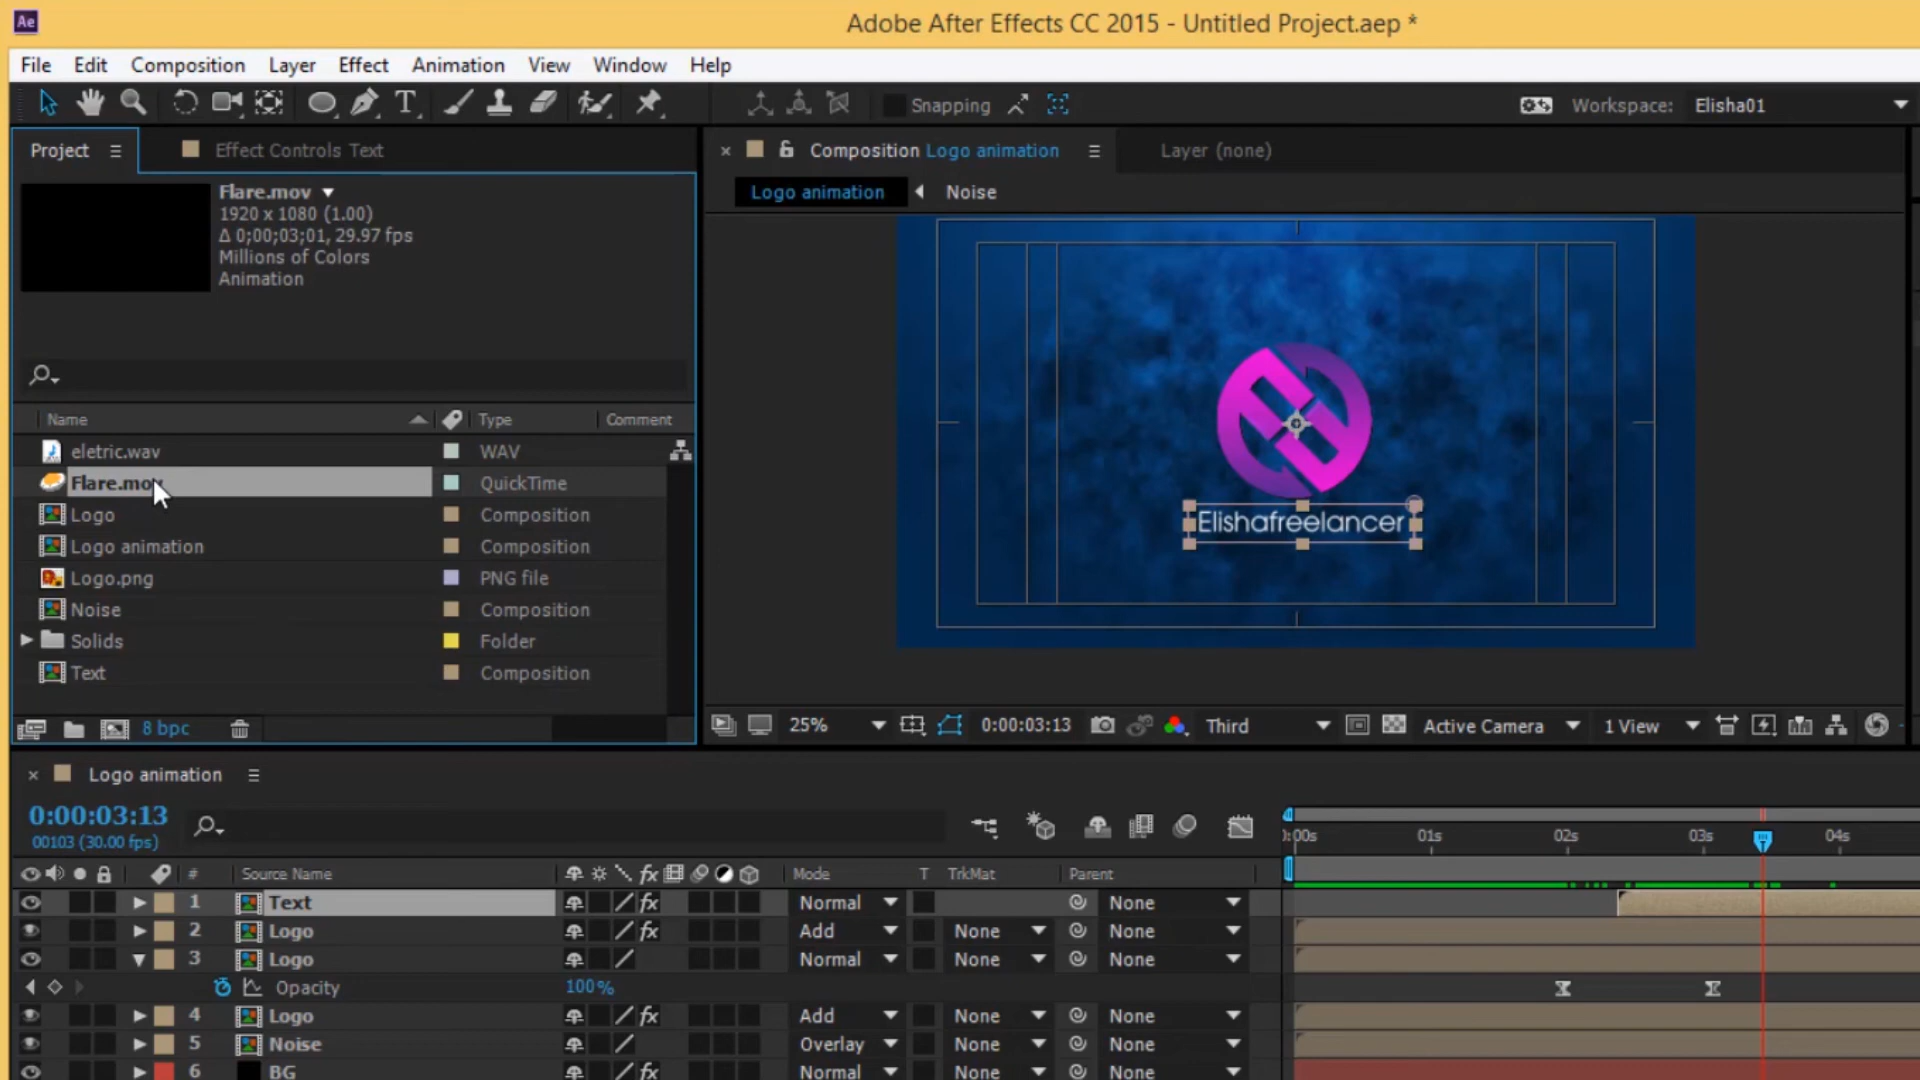 Ae
Adobe After Effects CC 2015 - Untitled Project.aep *
File Edit Composition Layer Effect Animation View Window Help
T Snapping Workspace: Elisha01
Project Effect Controls Text
Composition Logo animation Layer (none)
Logo animation Noise
Flare.mov
1920 x 1080 (1.00)
Δ 0;00;03;01, 29.97 fps
Millions of Colors
Animation
Name Type Comment
eletric.wav WAV
Flare.mov QuickTime
Logo Composition
Logo animation Composition
Logo.png PNG file
Noise Composition
Solids Folder
Text Composition
8 bpc
Elishafreelancer
25% 0:00:03:13 Third Active Camera 1 View
Logo animation
0:00:03:13
00103 (30.00 fps)
:00s 01s 02s 03s 04s
# Source Name fx Mode T TrkMat Parent
1 Text fx Normal None
2 Logo fx Add None None
3 Logo Normal None None
Opacity 100%
4 Logo fx Add None None
5 Noise Overlay None None
6 BG fx Normal None None